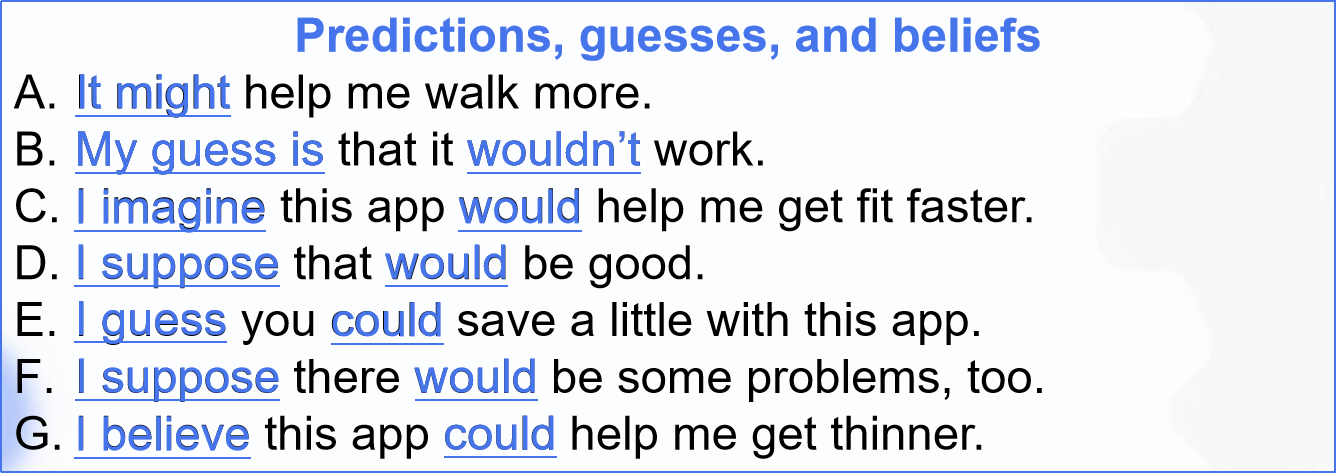 Predictions, guesses, and beliefs
A. It might help me walk more.
B. My guess is that it wouldn’t work.
C. I imagine this app would help me get fit faster.
D. I suppose that would be good.
E. I guess you could save a little with this app.
F. I suppose there would be some problems, too.
G. I believe this app could help me get thinner.